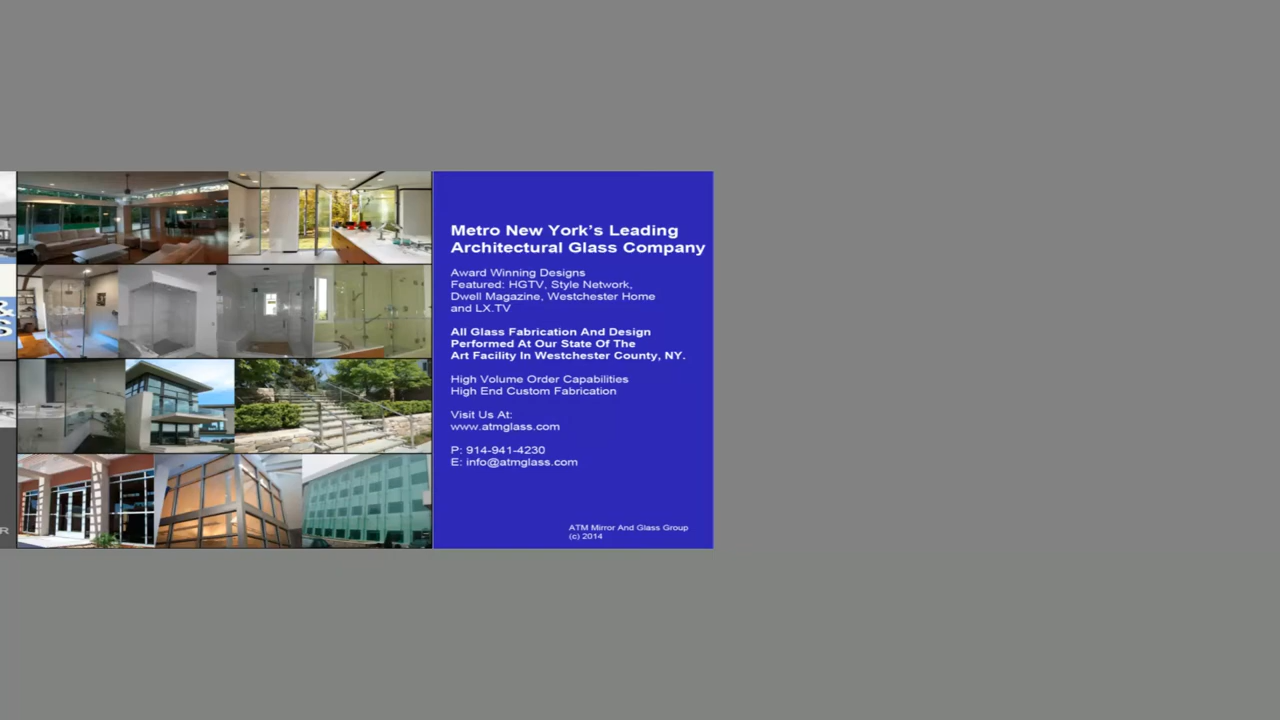 &
S
R
Metro New York's Leading
Architectural Glass Company
Award Winning Designs
Featured: HGTV, Style Network,
Dwell Magazine, Westchester Home
and LX.TV
All Glass Fabrication And Design
Performed At Our State Of The
Art Facility In Westchester County, NY.
High Volume Order Capabilities
High End Custom Fabrication
Visit Us At:
www.atmglass.com
P: 914-941-4230
E: info@atmglass.com
ATM Mirror And Glass Group
(c) 2014